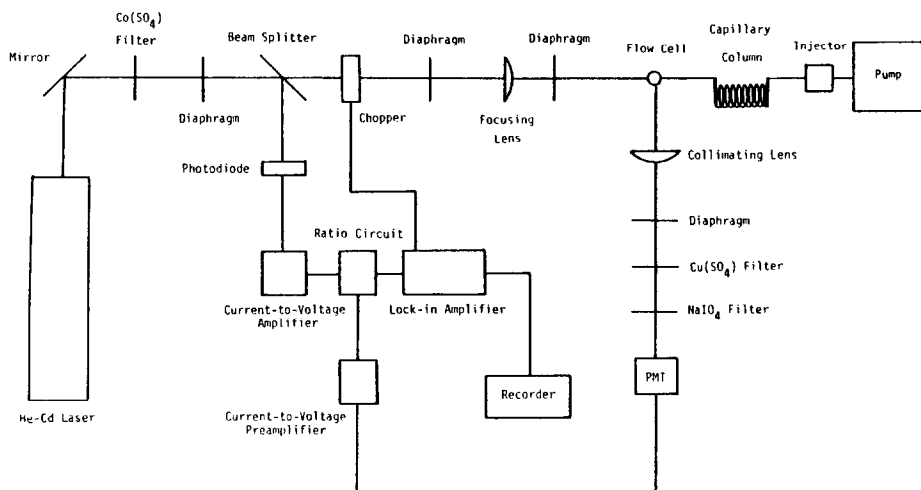 Mirror
Co(SO₄)
Filter
Diaphragm
Beam Splitter
Chopper
Diaphragm
Focusing
Lens
Diaphragm
Flow Cell
Capillary
Column
Injector
Pump
Photodiode
Collimating Lens
Diaphragm
Cu(SO₄) Filter
NaIO₄ Filter
PMT
Ratio Circuit
Current-to-Voltage
Amplifier
Lock-in Amplifier
Current-to-Voltage
Preamplifier
Recorder
He-Cd Laser